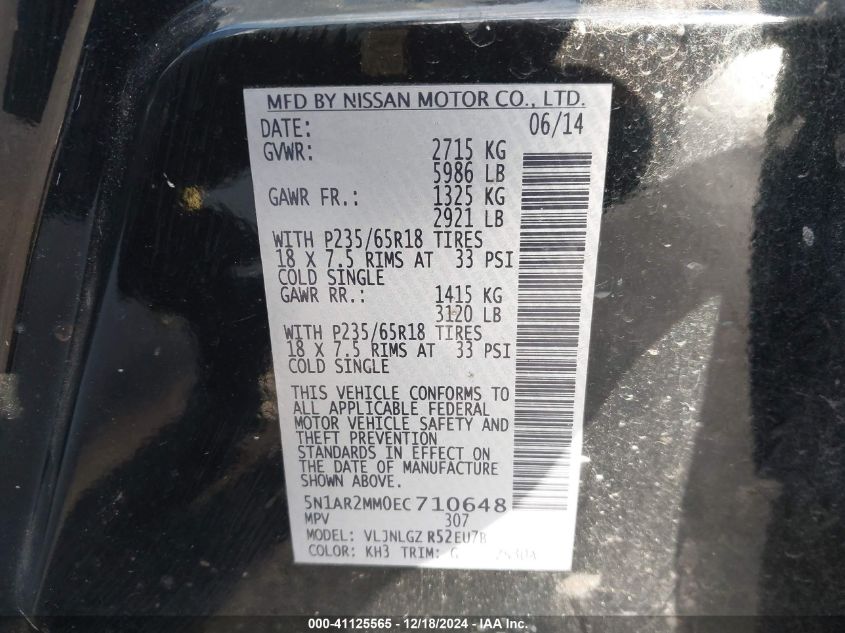 MFD BY NISSAN MOTOR CO., LTD.
DATE: 06/14
GVWR: 2715 KG
5986 LB
GAWR FR.: 1325 KG
2921 LB
WITH P235/65R18 TIRES
18 X 7.5 RIMS AT 33 PSI
COLD SINGLE
GAWR RR.: 1415 KG
3120 LB
WITH P235/65R18 TIRES
18 X 7.5 RIMS AT 33 PSI
COLD SINGLE
THIS VEHICLE CONFORMS TO
ALL APPLICABLE FEDERAL
MOTOR VEHICLE SAFETY AND
THEFT PREVENTION
STANDARDS IN EFFECT ON
THE DATE OF MANUFACTURE
SHOWN ABOVE.
5N1AR2MM0EC710648
MPV 307
MODEL: VLJNLGZ
COLOR: KH3 TRIM: G
000-41125565 - 12/18/2024 - IAA Inc.